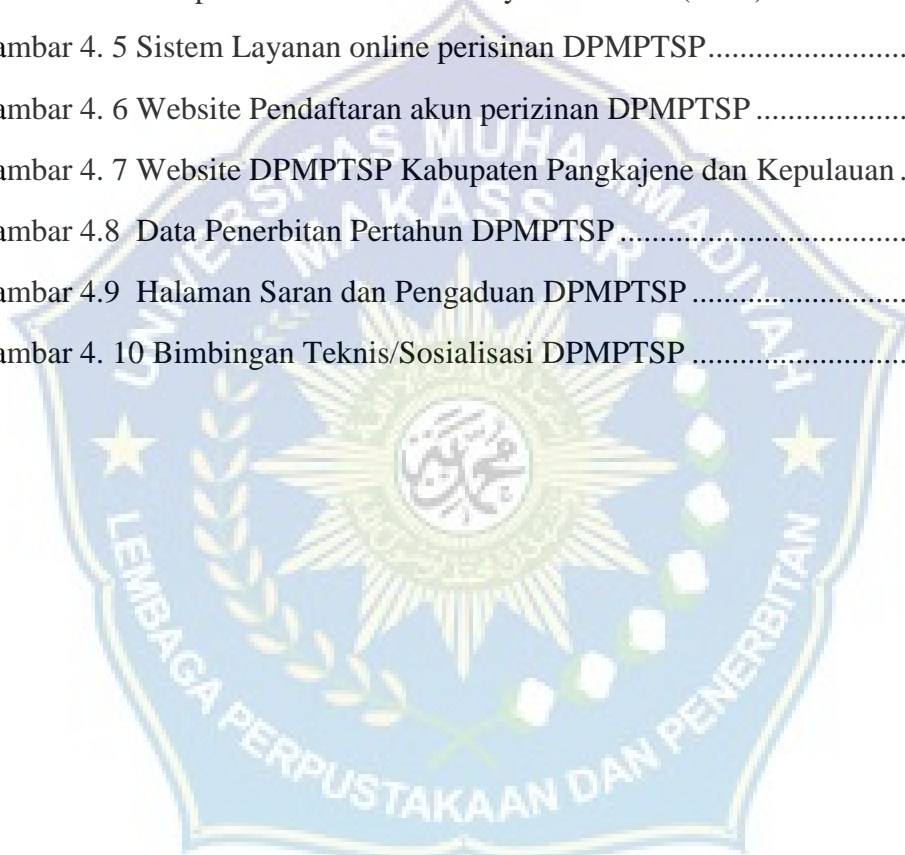 ambar 4. 5 Sistem Layanan online perisinan DPMPTSP........................
ambar 4. 6 Website Pendaftaran akun perizinan DPMPTSP ..................
ambar 4. 7 Website DPMPTSP Kabupaten Pangkajene dan Kepulauan .
ambar 4.8  Data Penerbitan Pertahun DPMPTSP ...................................
ambar 4.9  Halaman Saran dan Pengaduan DPMPTSP ..........................
ambar 4. 10 Bimbingan Teknis/Sosialisasi DPMPTSP ..........................
UNIVERSITAS MUHAMMADIYAH
MAKASSAR
LEMBAGA PERPUSTAKAAN DAN PENERBITAN